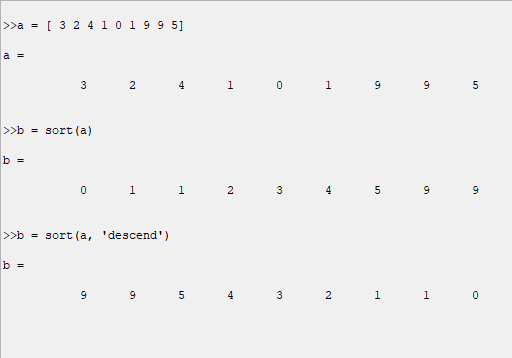 >>a = [ 3 2 4 1 0 1 9 9 5]
a =
3 2 4 1 0 1 9 9 5
>>b = sort(a)
b =
0 1 1 2 3 4 5 9 9
>>b = sort(a, 'descend')
b =
9 9 5 4 3 2 1 1 0